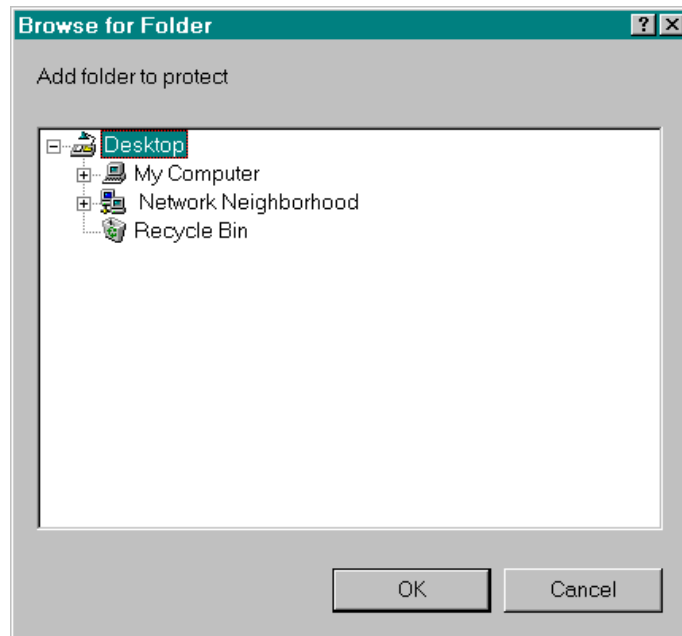 Browse for Folder
Add folder to protect
Desktop
My Computer
Network Neighborhood
Recycle Bin
OK Cancel